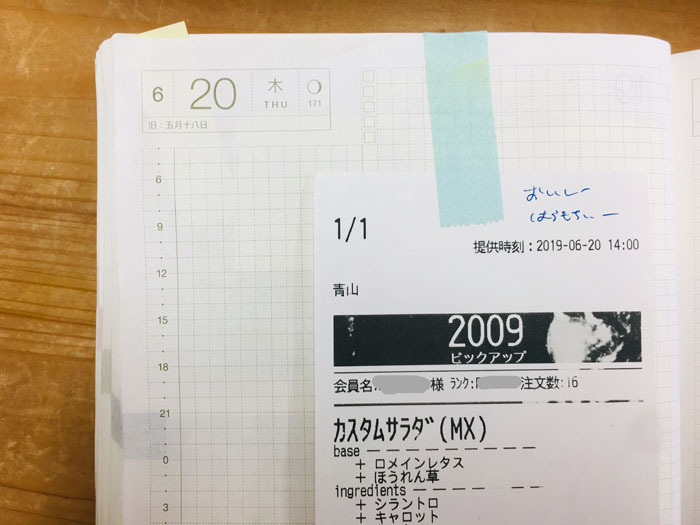 6 20 木 THU 171
旧：五月十八日
6
9
12
15
18
21
0
3
おいしー
はらもちいー
1/1
提供時刻：2019-06-20 14:00
青山
2009
ピックアップ
会員名: 様 ﾗﾝｸ: 注文数:16
ｶｽﾀﾑｻﾗﾀﾞ(MX)
base
+ ロメインレタス
+ ほうれん草
ingredients
+ シラントロ
+ キャロット